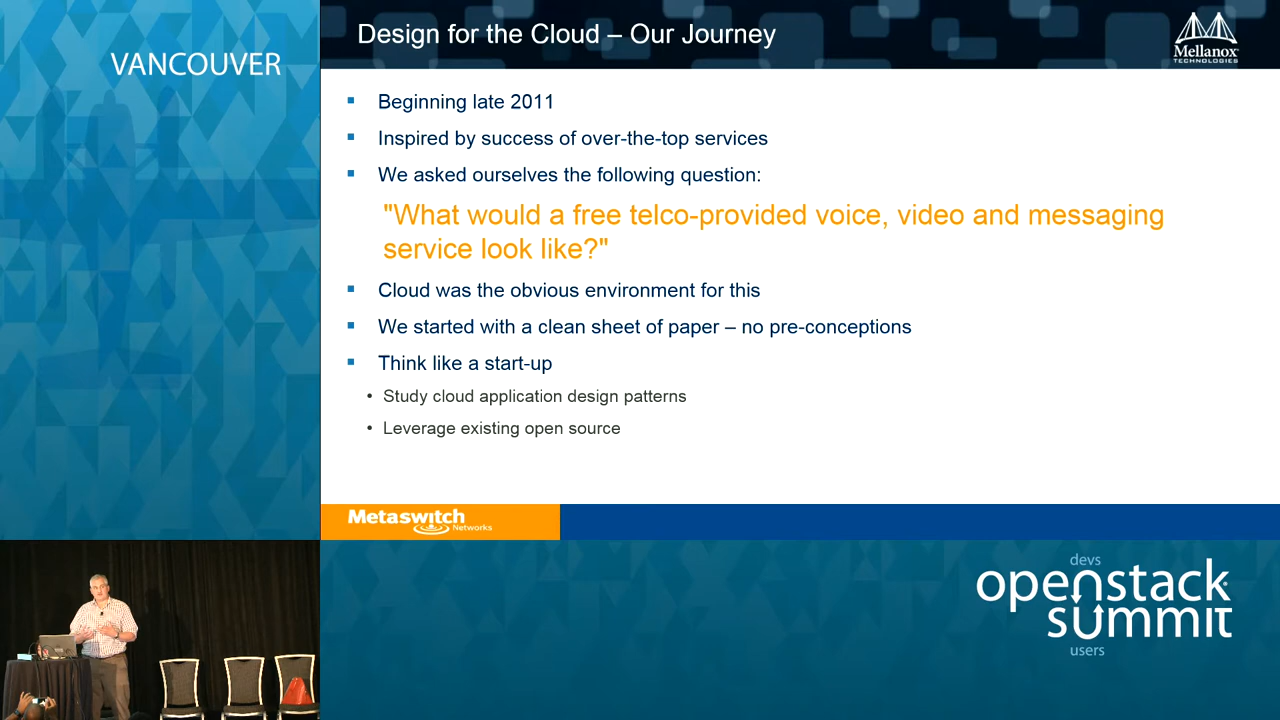 VANCOUVER
Design for the Cloud – Our Journey
Mellanox
TECHNOLOGIES
Beginning late 2011
Inspired by success of over-the-top services
We asked ourselves the following question:
"What would a free telco-provided voice, video and messaging
service look like?"
Cloud was the obvious environment for this
We started with a clean sheet of paper – no pre-conceptions
Think like a start-up
• Study cloud application design patterns
• Leverage existing open source
Metaswitch
Networks
devs
openstack
summit
users